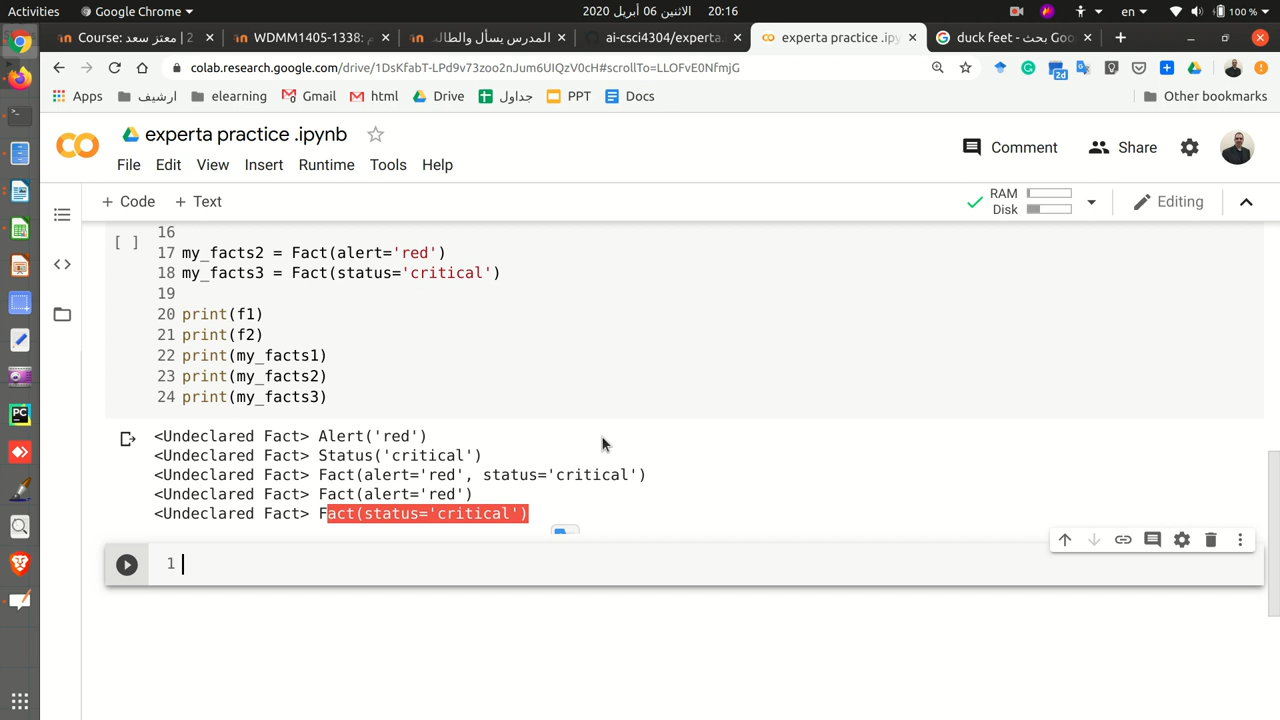 Activities
Google Chrome
20:16 الاثنين 06 أبريل 2020
en
100 %
Course: معتز سعد | 2
WDMM1405-1338: م
المدرس يسأل والطالـ
ai-csci4304/experta.
experta practice .ipyn
duck feet - بحث Goo
colab.research.google.com/drive/1DsKfabT-LPd9v73zoo2nJum6UIQzV0cH#scrollTo=LLOFvE0NfmjG
2d
Apps
ارشيف
elearning
Gmail
html
Drive
جداول
PPT
Docs
Other bookmarks
experta practice .ipynb
File Edit View Insert Runtime Tools Help
Comment
Share
+ Code + Text
RAM
Disk
Editing
16
[ ]
17 my_facts2 = Fact(alert='red')
18 my_facts3 = Fact(status='critical')
19
20 print(f1)
21 print(f2)
22 print(my_facts1)
23 print(my_facts2)
24 print(my_facts3)
<Undeclared Fact> Alert('red')
<Undeclared Fact> Status('critical')
<Undeclared Fact> Fact(alert='red', status='critical')
<Undeclared Fact> Fact(alert='red')
<Undeclared Fact> Fact(status='critical')
1
PC